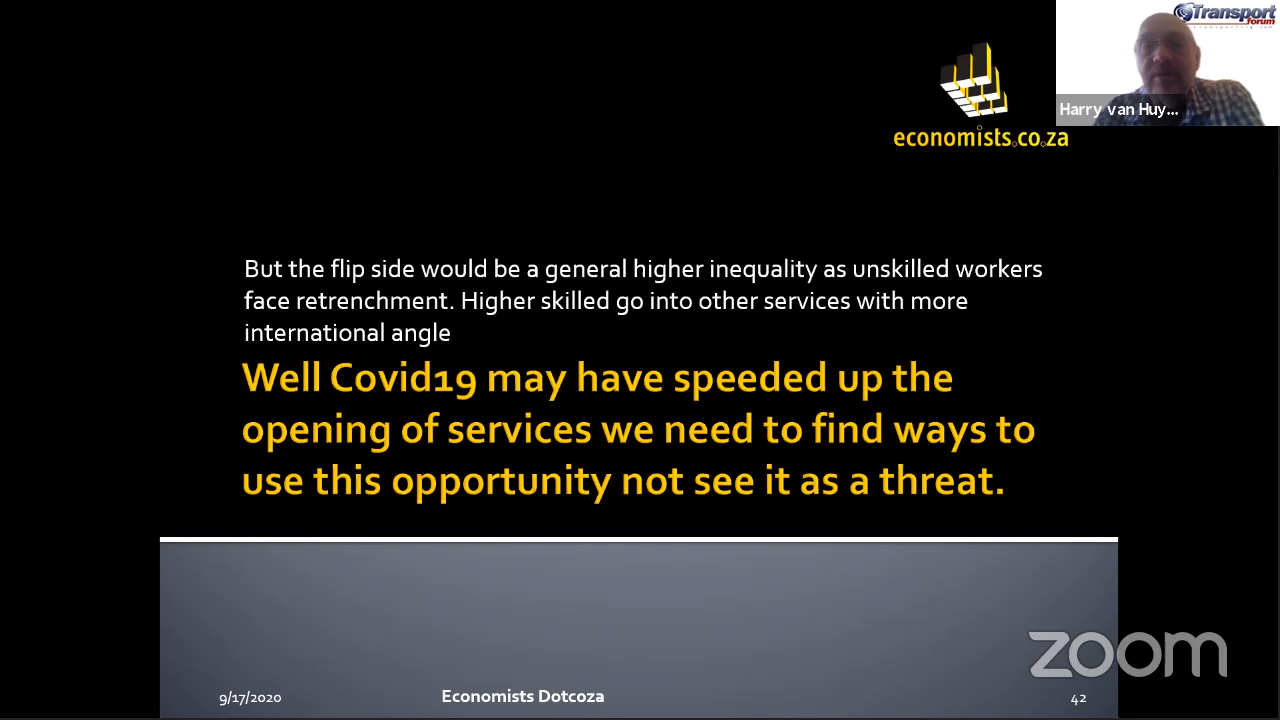 Transport
forum
Harry van Huy...
economists.co.za
But the flip side would be a general higher inequality as unskilled workers
face retrenchment. Higher skilled go into other services with more
international angle
Well Covid19 may have speeded up the
opening of services we need to find ways to
use this opportunity not see it as a threat.
9/17/2020
Economists Dotcoza
42
zoom